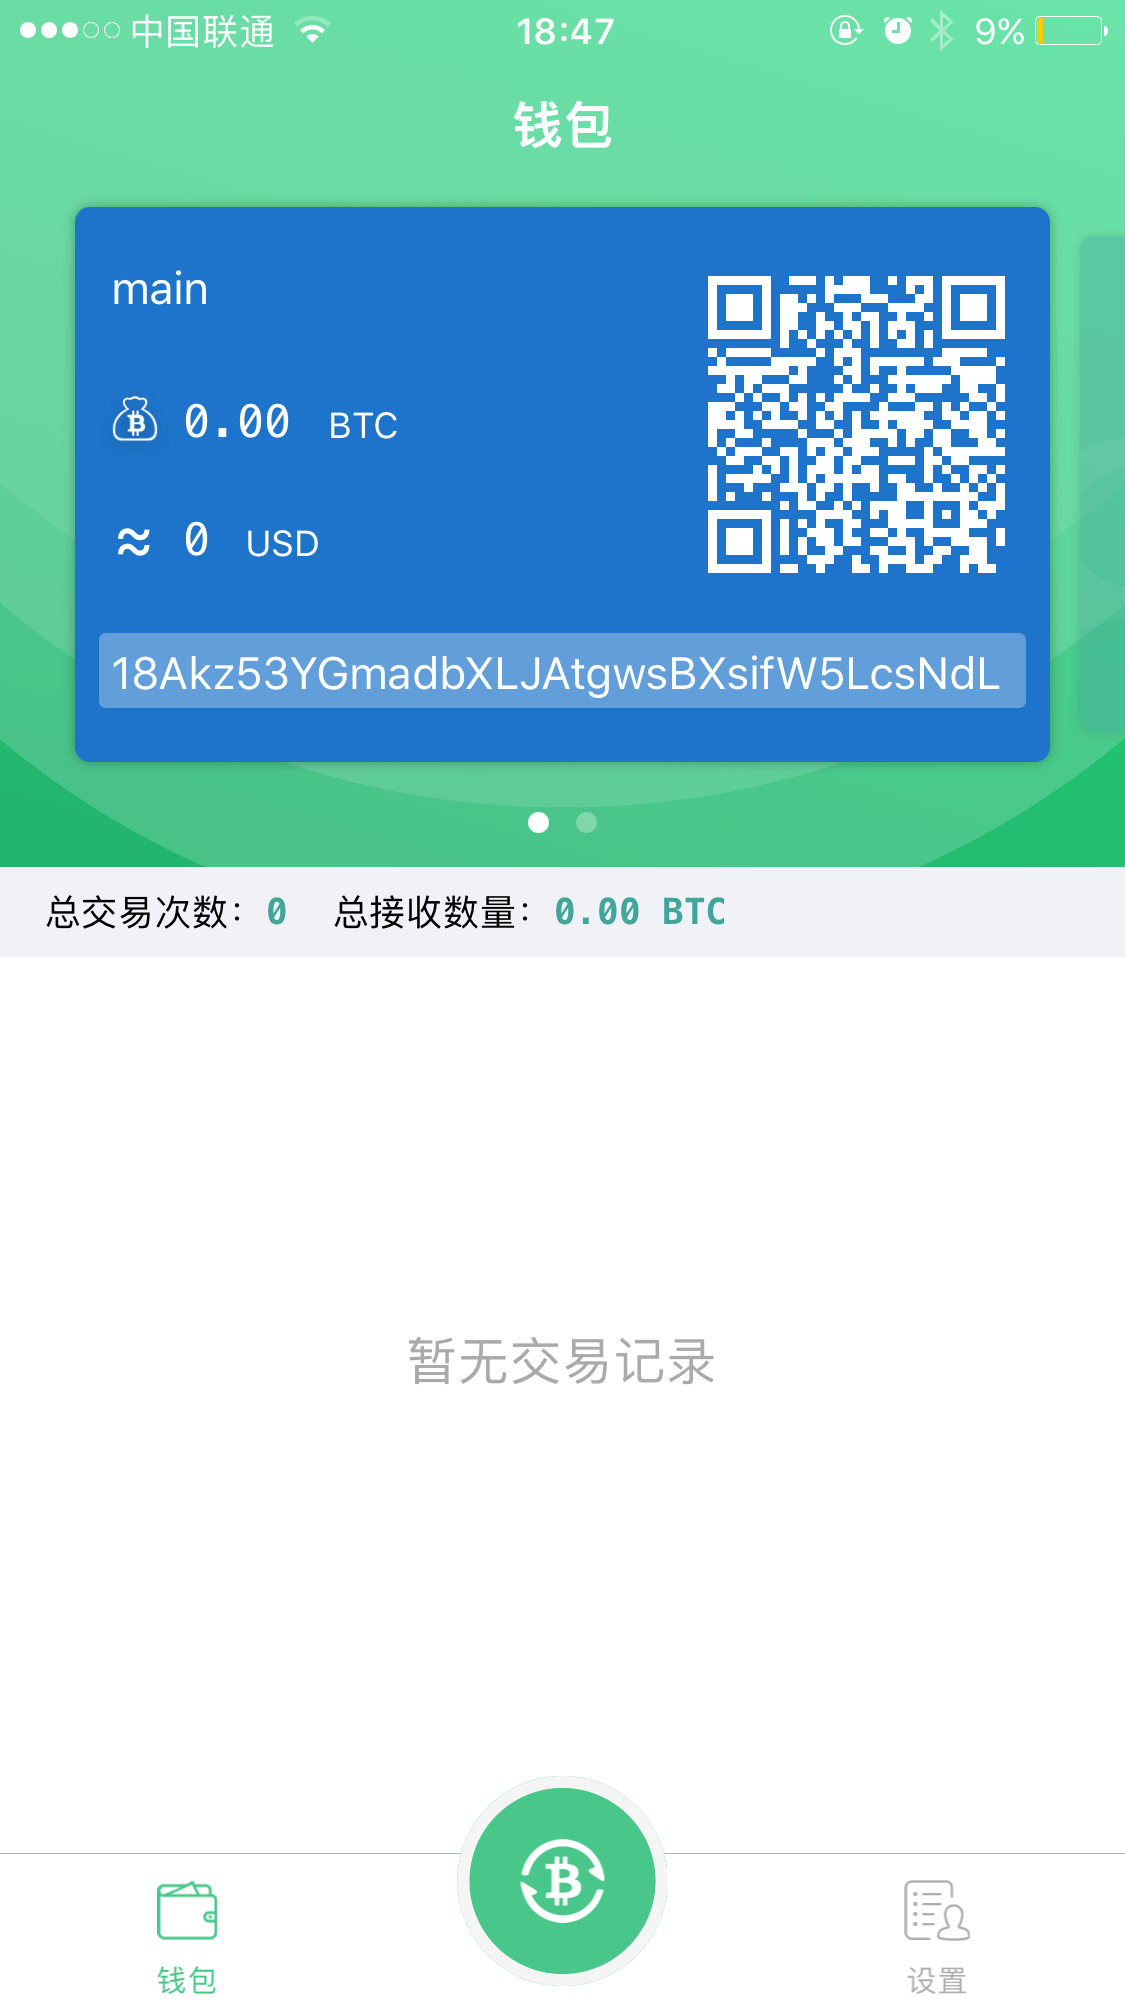 中国联通 18:47 9%
钱包
main
0.00 BTC
≈ 0 USD
18Akz53YGmadbXLJAtgwsBXsifW5LcsNdL
总交易次数: 0 总接收数量: 0.00 BTC
暂无交易记录
钱包 设置